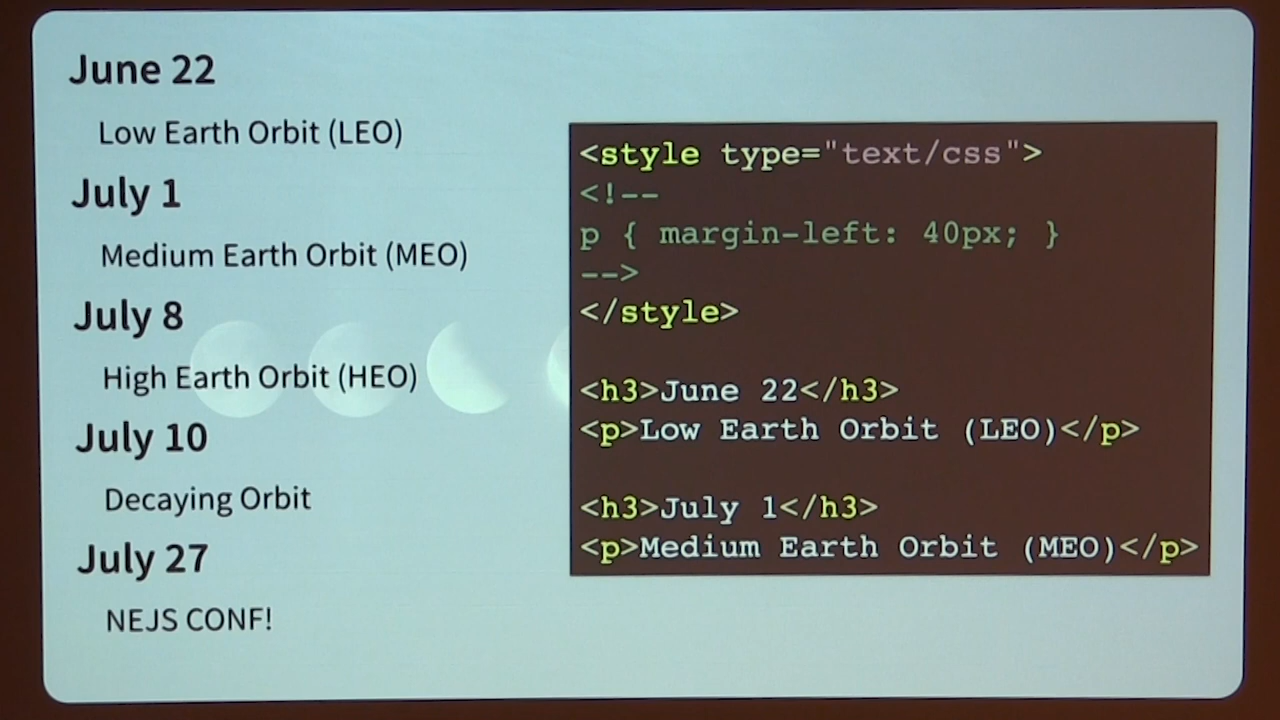 June 22
Low Earth Orbit (LEO)
July 1
Medium Earth Orbit (MEO)
July 8
High Earth Orbit (HEO)
July 10
Decaying Orbit
July 27
NEJS CONF!
<style type="text/css">
<!--
p { margin-left: 40px; }
-->
</style>
<h3>June 22</h3>
<p>Low Earth Orbit (LEO)</p>
<h3>July 1</h3>
<p>Medium Earth Orbit (MEO)</p>